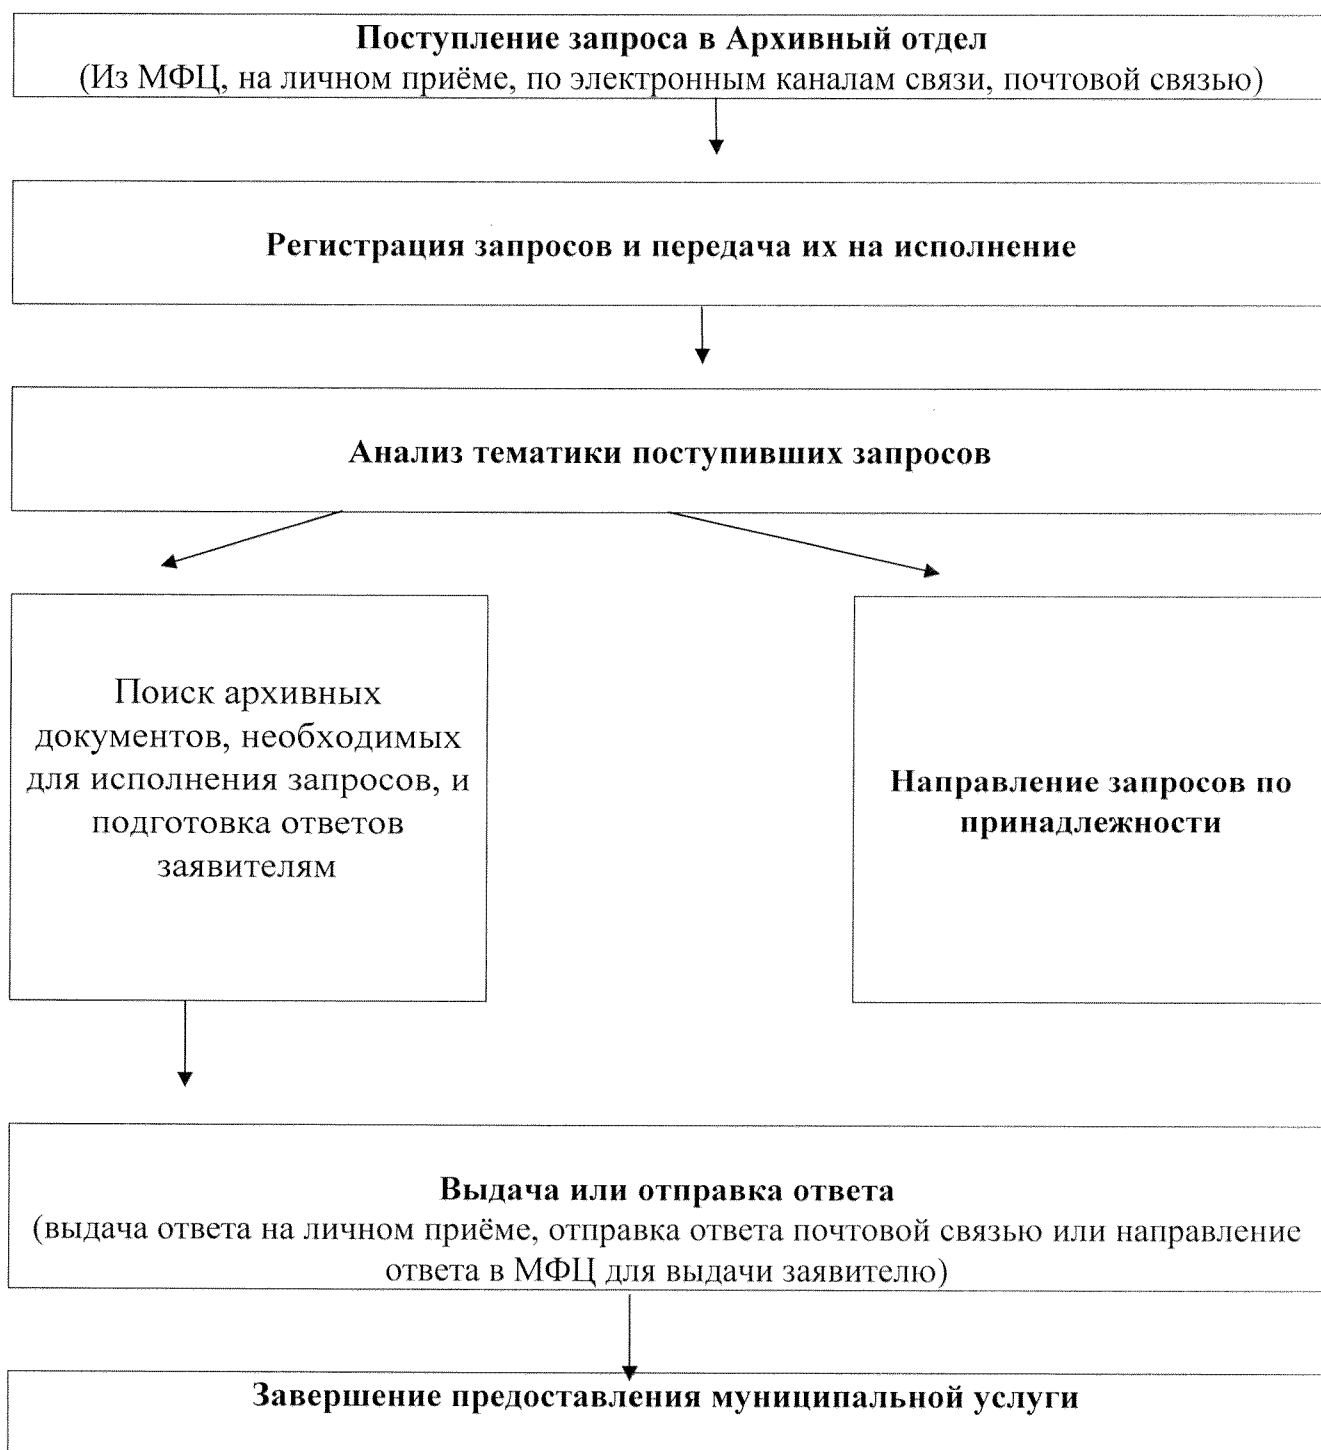 Поступление запроса в Архивный отдел
(Из МФЦ, на личном приёме, по электронным каналам связи, почтовой связью)
Регистрация запросов и передача их на исполнение
Анализ тематики поступивших запросов
Поиск архивных
документов, необходимых
для исполнения запросов, и
подготовка ответов
заявителям
Направление запросов по
принадлежности
Выдача или отправка ответа
(выдача ответа на личном приёме, отправка ответа почтовой связью или направление
ответа в МФЦ для выдачи заявителю)
Завершение предоставления муниципальной услуги